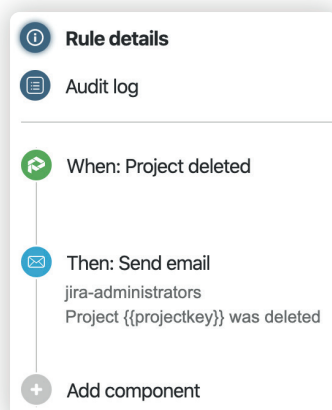 Rule details
Audit log
When: Project deleted
Then: Send email
jira-administrators
Project {{projectkey}} was deleted
Add component